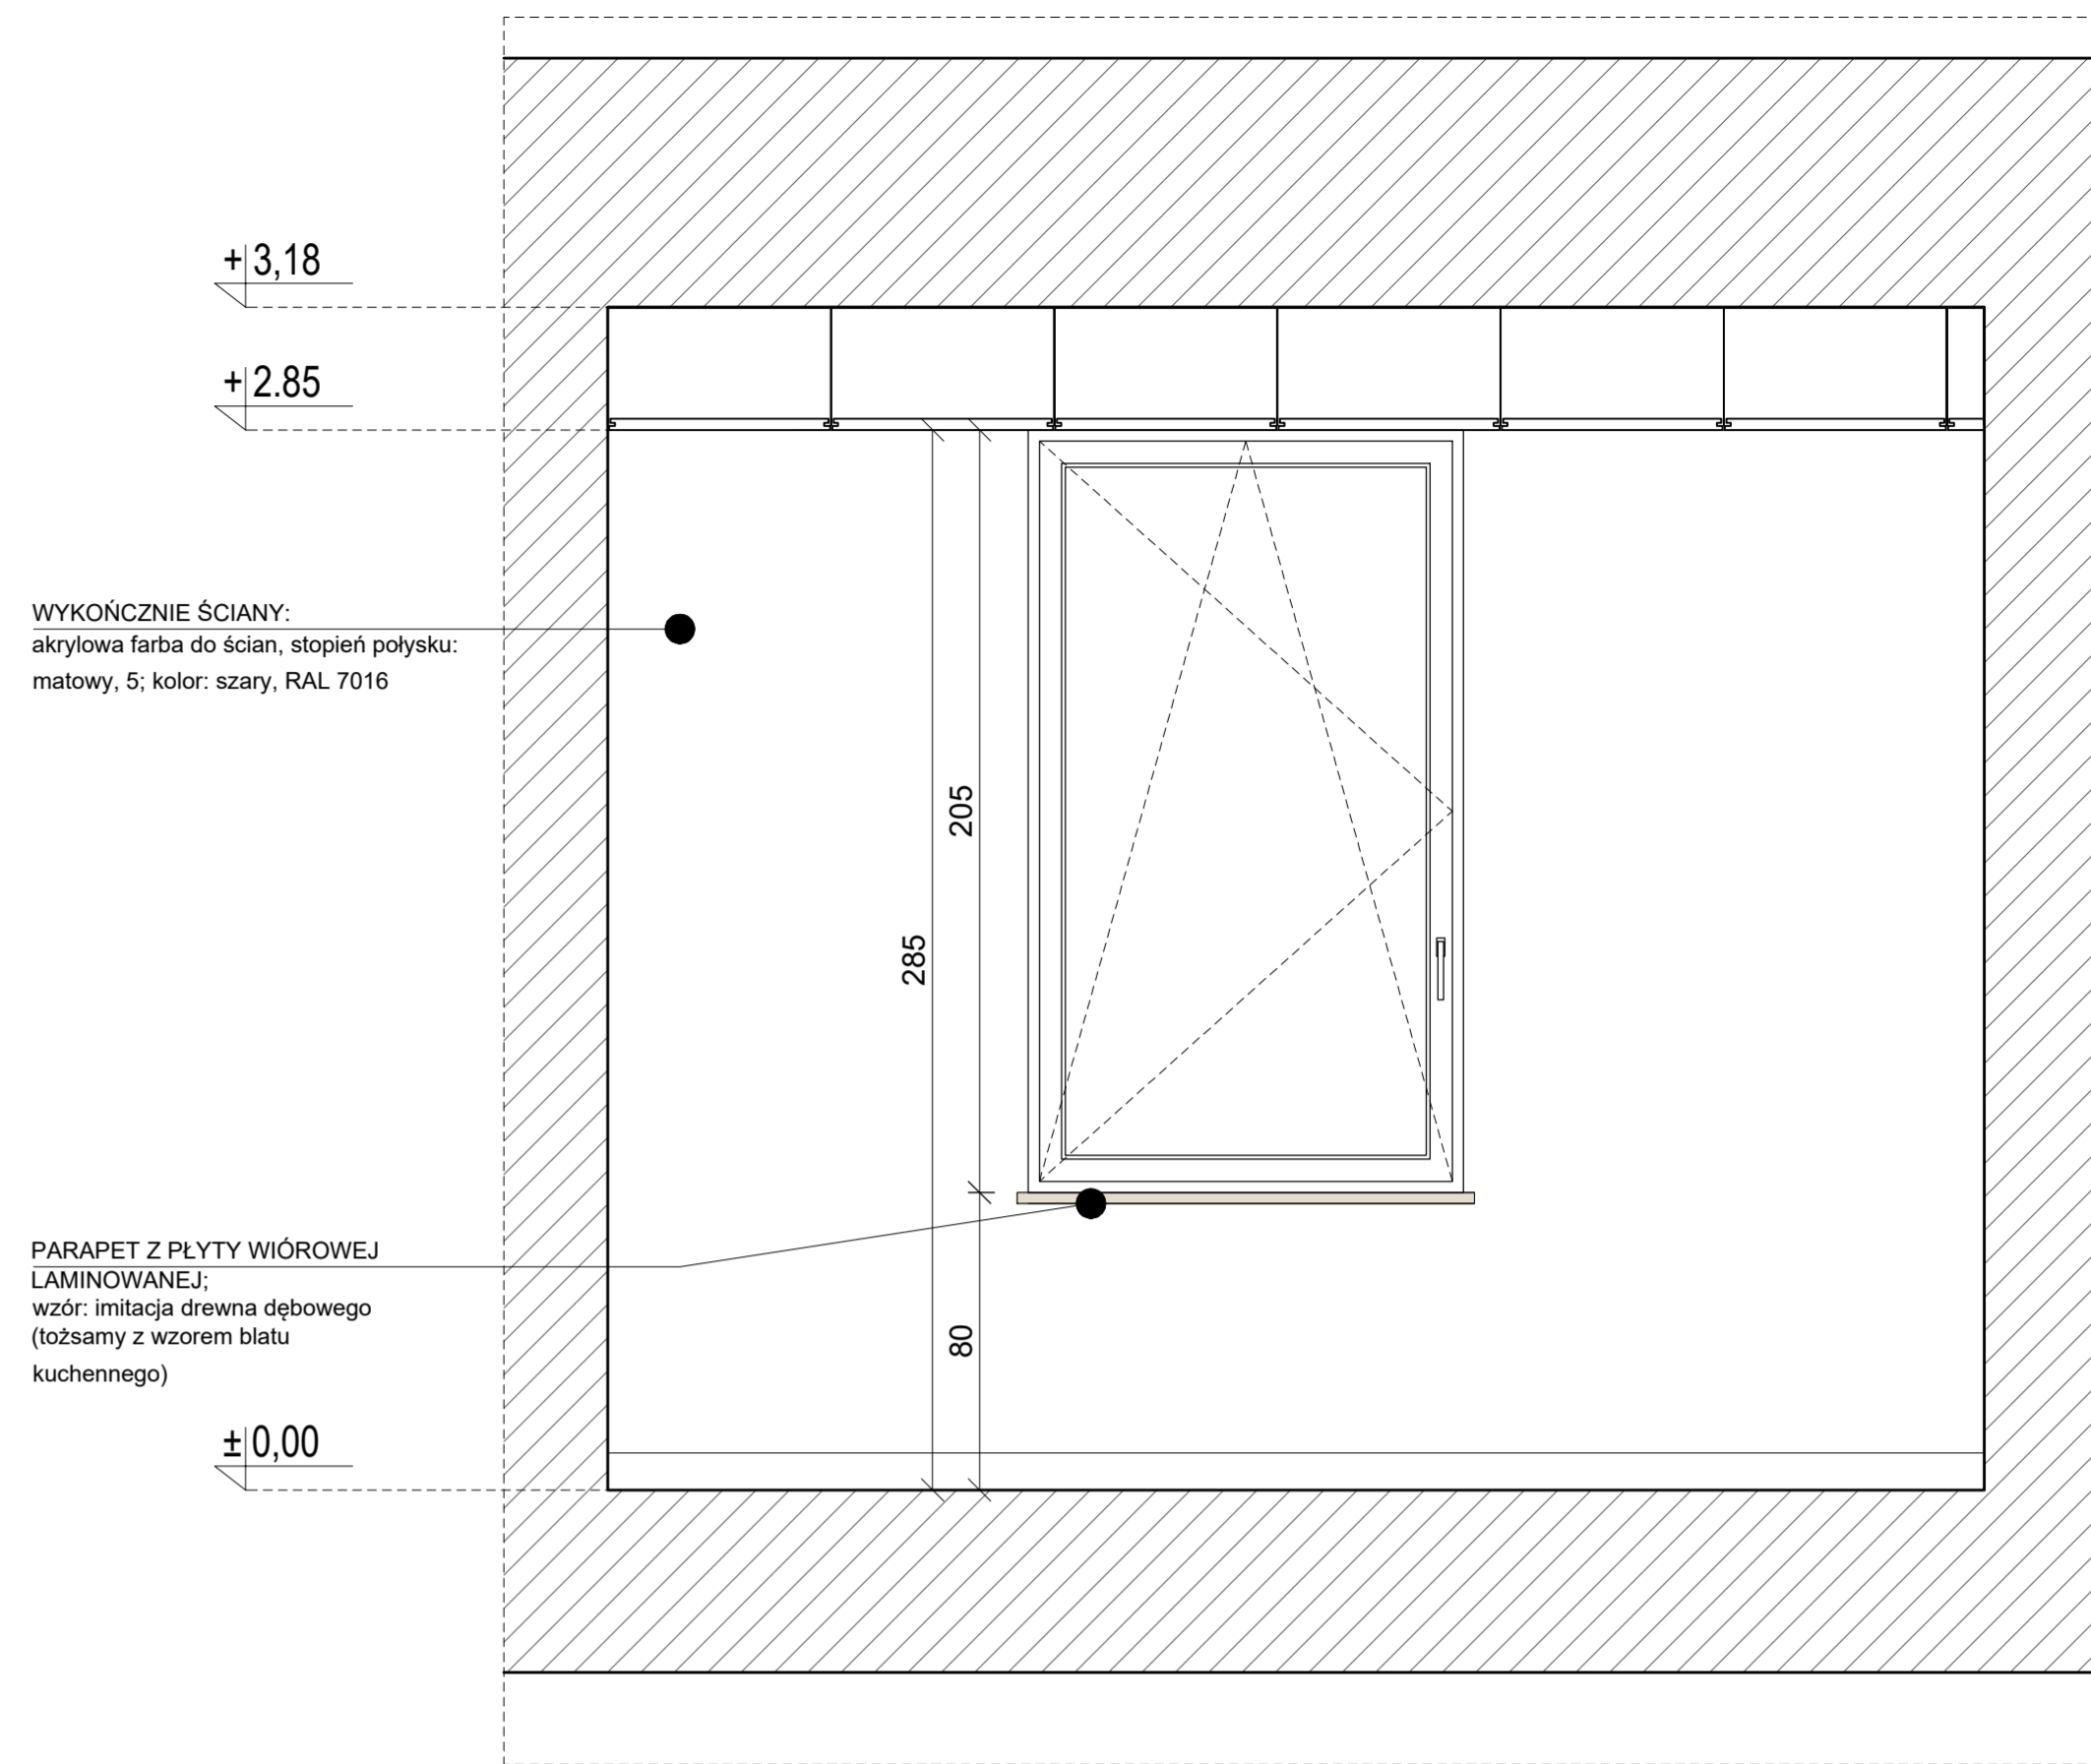 +3,18
+2.85
WYKOŃCZNIE ŚCIANY:
akrylowa farba do ścian, stopień połysku:
matowy, 5; kolor: szary, RAL 7016
205
285
PARAPET Z PŁYTY WIÓROWEJ
LAMINOWANEJ;
wzór: imitacja drewna dębowego
(tożsamy z wzorem blatu
kuchennego)
80
±0,00